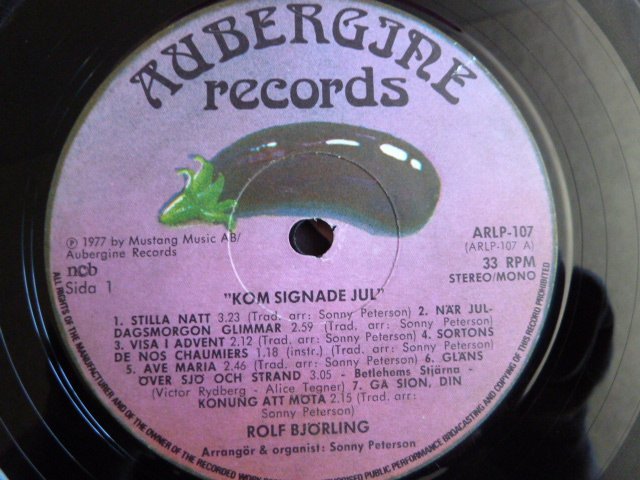 AUBERGINE
records
℗ 1977 by Mustang Music AB/
Aubergine Records
ncb
Sida 1
ARLP-107
(ARLP-107 A)
33 RPM
STEREO/MONO
"KOM SIGNADE JUL"
1. STILLA NATT 3.23 (Trad. arr: Sonny Peterson) 2. NÄR JUL-
DAGSMORGON GLIMMAR 2.59 (Trad. arr: Sonny Peterson)
3. VISA I ADVENT 2.12 (Trad. arr: Sonny Peterson) 4. SORTONS
DE NOS CHAUMIERS 1.18 (instr.) (Trad. arr: Sonny Peterson)
5. AVE MARIA 2.46 (Trad. arr: Sonny Peterson) 6. GLÄNS
ÖVER SJÖ OCH STRAND 3.05 - Betlehems Stjärna -
(Victor Rydberg - Alice Tegner) 7. GÅ SION, DIN
KONUNG ATT MÖTA 2.15 (Trad. arr:
Sonny Peterson)
ROLF BJÖRLING
Arrangör & organist: Sonny Peterson
ALL RIGHTS OF THE MANUFACTURER AND OF THE OWNER OF THE RECORDED WORK PUBLIC PERFORMANCE BROADCASTING AND COPYING OF THIS RECORD PROHIBITED